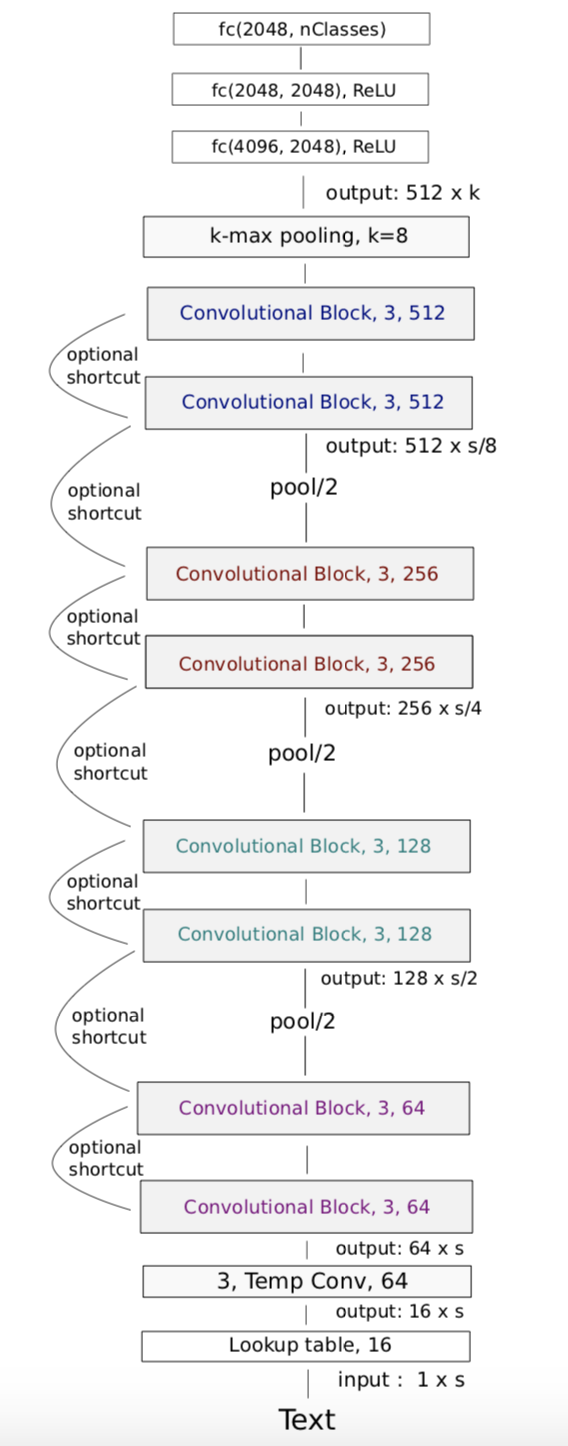 fc(2048, nClasses)
fc(2048, 2048), ReLU
fc(4096, 2048), ReLU
output: 512 x k
k-max pooling, k=8
Convolutional Block, 3, 512
optional
shortcut
Convolutional Block, 3, 512
output: 512 x s/8
pool/2
optional
shortcut
Convolutional Block, 3, 256
optional
shortcut
Convolutional Block, 3, 256
output: 256 x s/4
pool/2
optional
shortcut
Convolutional Block, 3, 128
optional
shortcut
Convolutional Block, 3, 128
output: 128 x s/2
pool/2
optional
shortcut
Convolutional Block, 3, 64
optional
shortcut
Convolutional Block, 3, 64
output: 64 x s
3, Temp Conv, 64
output: 16 x s
Lookup table, 16
input : 1 x s
Text